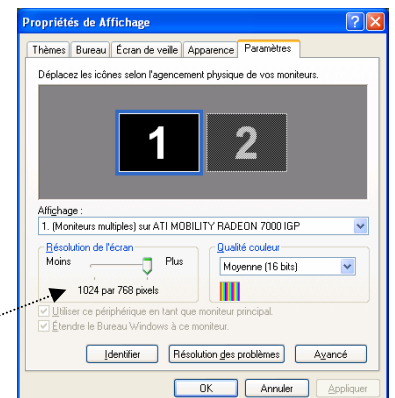 Propriétés de Affichage
Thèmes Bureau Écran de veille Apparence Paramètres
Déplacez les icônes selon l'agencement physique de vos moniteurs.
1 2
Affichage :
1. (Moniteurs multiples) sur ATI MOBILITY RADEON 7000 IGP
Résolution de l'écran
Moins Plus
1024 par 768 pixels
Qualité couleur
Moyenne (16 bits)
Utiliser ce périphérique en tant que moniteur principal.
Étendre le Bureau Windows à ce moniteur.
Identifier Résolution des problèmes Avancé
OK Annuler Appliquer